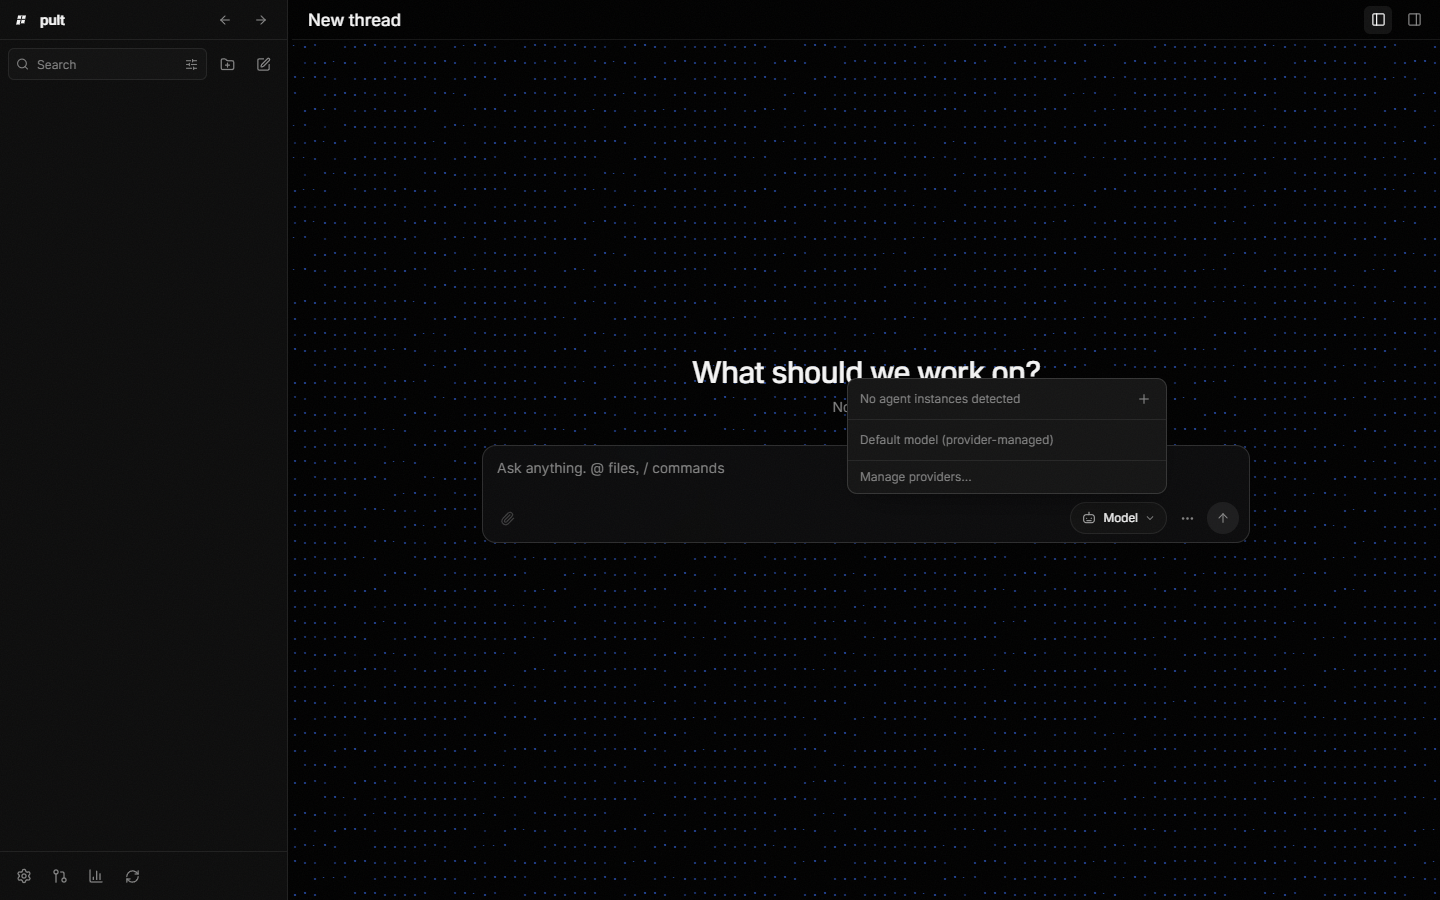 pult
New thread
Search
What should we work on?
No agent instances detected
Default model (provider-managed)
Ask anything. @ files, / commands
Manage providers...
Model